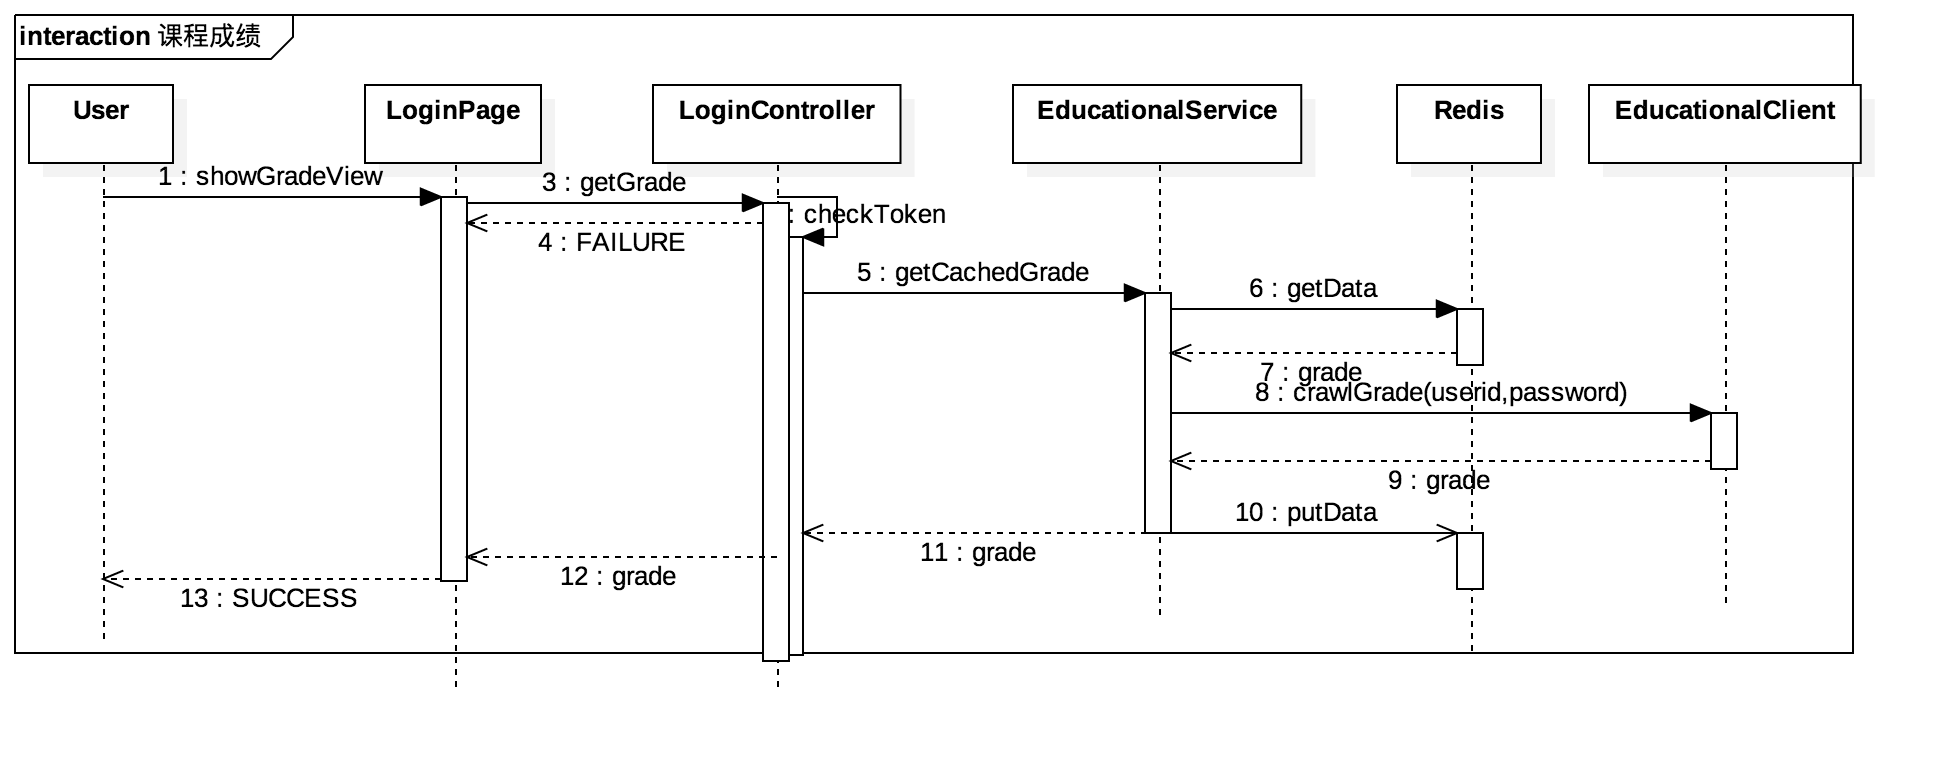 interaction 课程成绩
User
LoginPage
LoginController
EducationalService
Redis
EducationalClient
1 : showGradeView
3 : getGrade
: checkToken
4 : FAILURE
5 : getCachedGrade
6 : getData
7 : grade
8 : crawlGrade(userid,password)
9 : grade
10 : putData
11 : grade
12 : grade
13 : SUCCESS